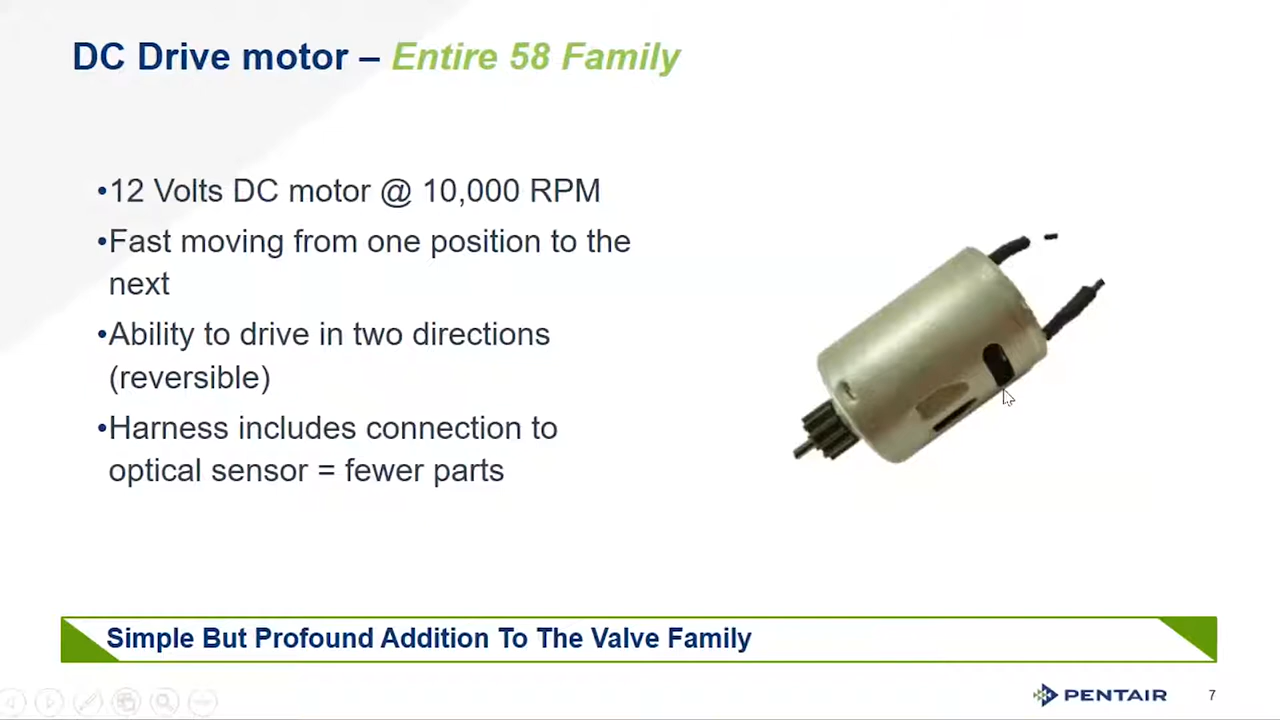 DC Drive motor – Entire 58 Family
•12 Volts DC motor @ 10,000 RPM
•Fast moving from one position to the
next
•Ability to drive in two directions
(reversible)
•Harness includes connection to
optical sensor = fewer parts
Simple But Profound Addition To The Valve Family
PENTAIR
7